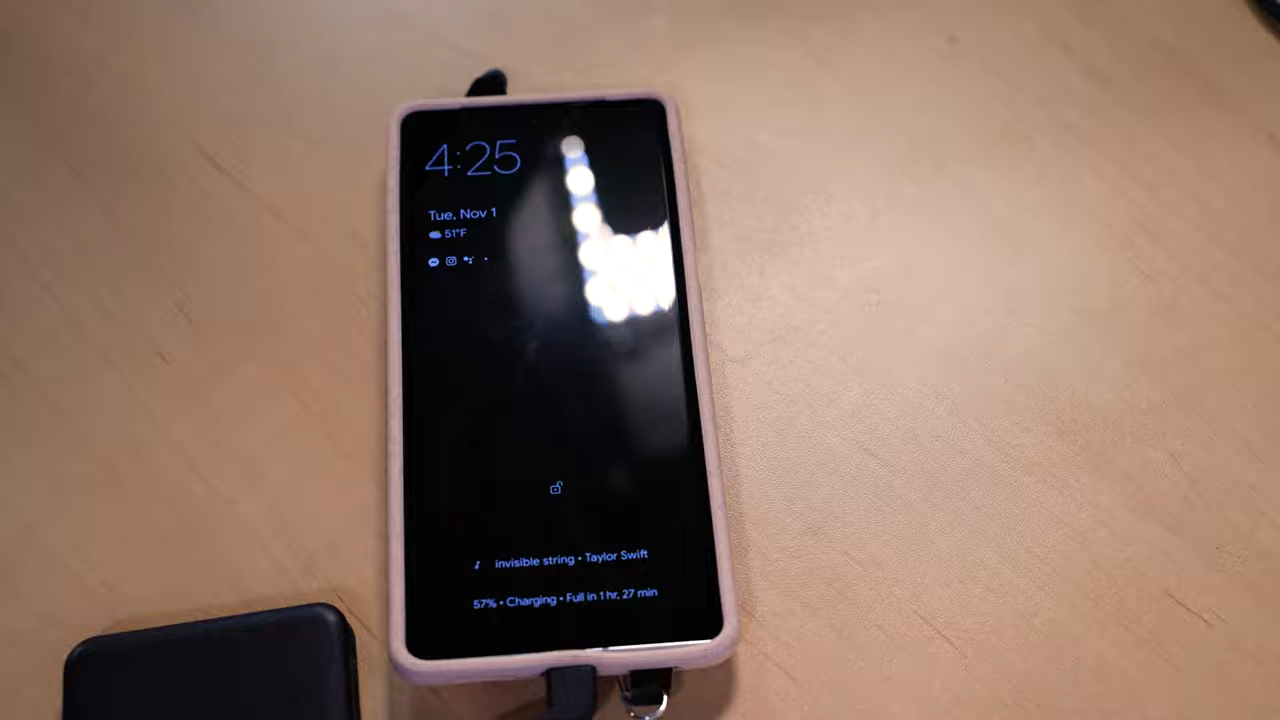 4:25
Tue, Nov 1
51°F
invisible string • Taylor Swift
57% • Charging • Full in 1 hr, 27 min